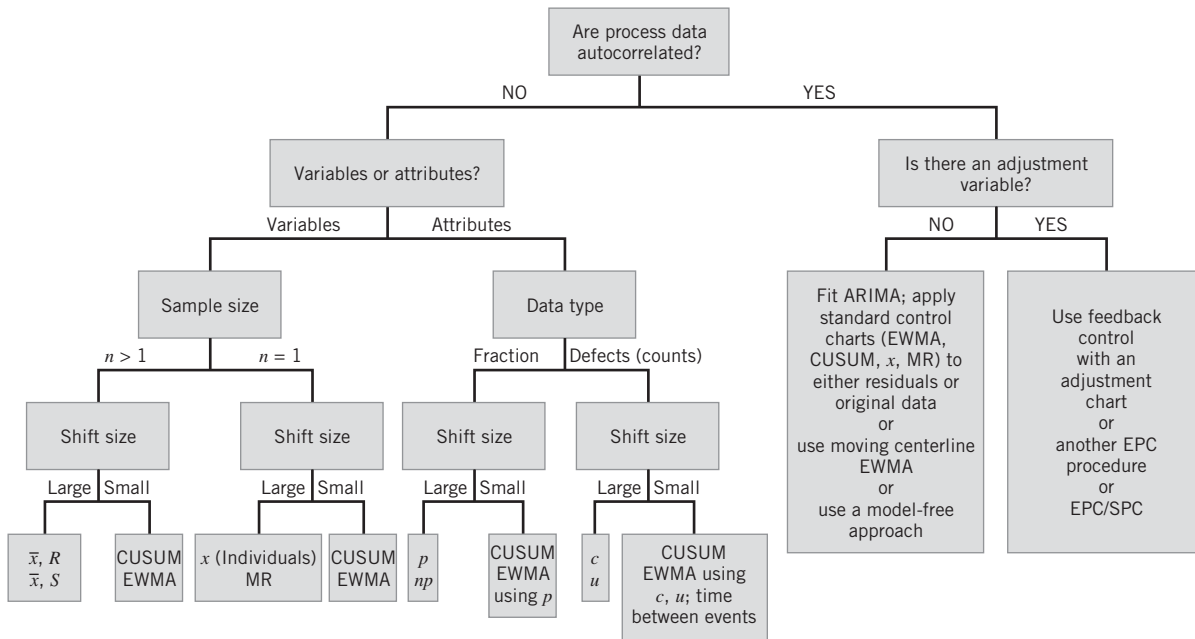 Are process data
autocorrelated?
NO
YES
Variables or attributes?
Is there an adjustment
variable?
Variables
Attributes
NO
YES
Sample size
Data type
Fit ARIMA; apply
standard control
charts (EWMA,
CUSUM, x, MR) to
either residuals or
original data
or
use moving centerline
EWMA
or
use a model-free
approach
Use feedback
control
with an
adjustment
chart
or
another EPC
procedure
or
EPC/SPC
n > 1
n = 1
Fraction
Defects (counts)
Shift size
Shift size
Shift size
Shift size
Large
Small
Large
Small
Large
Small
Large
Small
x̄, R
x̄, S
CUSUM
EWMA
x (Individuals)
MR
CUSUM
EWMA
p
np
CUSUM
EWMA
using p
c
u
CUSUM
EWMA using
c, u; time
between events